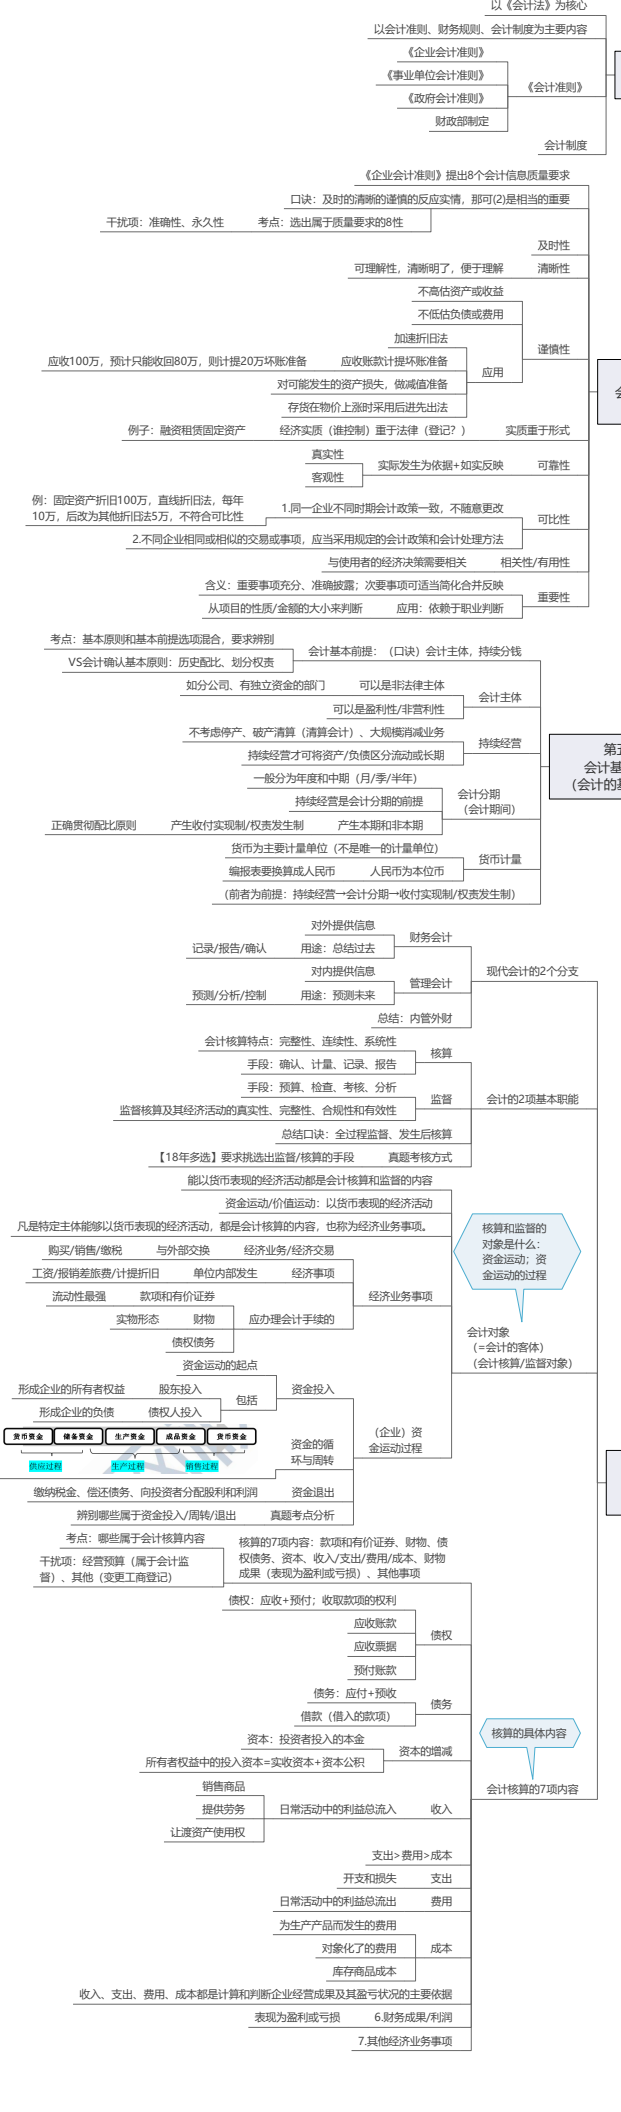 以《会计法》为核心
以会计准则、财务规则、会计制度为主要内容
《企业会计准则》
《事业单位会计准则》
《会计准则》
《政府会计准则》
财政部制定
会计制度
《企业会计准则》提出8个会计信息质量要求
口诀：及时的清晰的谨慎的反应实情，那可(2)是相当的重要
干扰项：准确性、永久性
考点：选出属于质量要求的8性
及时性
可理解性，清晰明了，便于理解
清晰性
不高估资产或收益
不低估负债或费用
谨慎性
加速折旧法
应收100万，预计只能收回80万，则计提20万坏账准备
应收账款计提坏账准备
应用
对可能发生的资产损失，做减值准备
存货在物价上涨时采用后进先出法
例子：融资租赁固定资产
经济实质（谁控制）重于法律（登记？）
实质重于形式
真实性
客观性
实际发生为依据+如实反映
可靠性
例：固定资产折旧100万，直线折旧法，每年
10万，后改为其他折旧法5万，不符合可比性
1.同一企业不同时期会计政策一致，不随意更改
可比性
2.不同企业相同或相似的交易或事项，应当采用规定的会计政策和会计处理方法
与使用者的经济决策需要相关
相关性/有用性
含义：重要事项充分、准确披露；次要事项可适当简化合并反映
重要性
从项目的性质/金额的大小来判断
应用：依赖于职业判断
考点：基本原则和基本前提选项混合，要求辨别
VS会计确认基本原则：历史配比、划分权责
会计基本前提：（口诀）会计主体，持续分钱
如分公司、有独立资金的部门
可以是非法律主体
会计主体
可以是盈利性/非营利性
不考虑停产、破产清算（清算会计）、大规模消减业务
持续经营
持续经营才可将资产/负债区分流动或长期
一般分为年度和中期（月/季/半年）
持续经营是会计分期的前提
会计分期
（会计期间）
正确贯彻配比原则
产生收付实现制/权责发生制
产生本期和非本期
货币为主要计量单位（不是唯一的计量单位）
货币计量
编报表要换算成人民币
人民币为本位币
（前者为前提：持续经营→会计分期→收付实现制/权责发生制）
第五
会计基
（会计的基
会
对外提供信息
财务会计
记录/报告/确认
用途：总结过去
对内提供信息
管理会计
现代会计的2个分支
预测/分析/控制
用途：预测未来
总结：内管外财
会计核算特点：完整性、连续性、系统性
核算
手段：确认、计量、记录、报告
手段：预算、检查、考核、分析
监督
会计的2项基本职能
监督核算及其经济活动的真实性、完整性、合规性和有效性
总结口诀：全过程监督、发生后核算
【18年多选】要求挑选出监督/核算的手段
真题考核方式
能以货币表现的经济活动都是会计核算和监督的内容
资金运动/价值运动：以货币表现的经济活动
凡是特定主体能够以货币表现的经济活动，都是会计核算的内容，也称为经济业务事项。
购买/销售/缴税
与外部交换
经济业务/经济交易
工资/报销差旅费/计提折旧
单位内部发生
经济事项
经济业务事项
流动性最强
款项和有价证券
实物形态
财物
应办理会计手续的
债权债务
核算和监督的
对象是什么：
资金运动；资
金运动的过程
会计对象
（=会计的客体）
（会计核算/监督对象）
资金运动的起点
形成企业的所有者权益
股东投入
包括
资金投入
形成企业的负债
债权人投入
货币资金
储备资金
生产资金
成品资金
货币资金
供应过程
生产过程
销售过程
资金的循
环与周转
（企业）资
金运动过程
缴纳税金、偿还债务、向投资者分配股利和利润
资金退出
辨别哪些属于资金投入/周转/退出
真题考点分析
考点：哪些属于会计核算内容
干扰项：经营预算（属于会计监
督）、其他（变更工商登记）
核算的7项内容：款项和有价证券、财物、债
权债务、资本、收入/支出/费用/成本、财物
成果（表现为盈利或亏损）、其他事项
债权：应收+预付；收取款项的权利
应收账款
债权
应收票据
预付账款
债务：应付+预收
债务
借款（借入的款项）
资本：投资者投入的本金
资本的增减
所有者权益中的投入资本=实收资本+资本公积
核算的具体内容
会计核算的7项内容
销售商品
提供劳务
日常活动中的利益总流入
收入
让渡资产使用权
支出>费用>成本
开支和损失
支出
日常活动中的利益总流出
费用
为生产产品而发生的费用
对象化了的费用
成本
库存商品成本
收入、支出、费用、成本都是计算和判断企业经营成果及其盈亏状况的主要依据
表现为盈利或亏损
6.财务成果/利润
7.其他经济业务事项